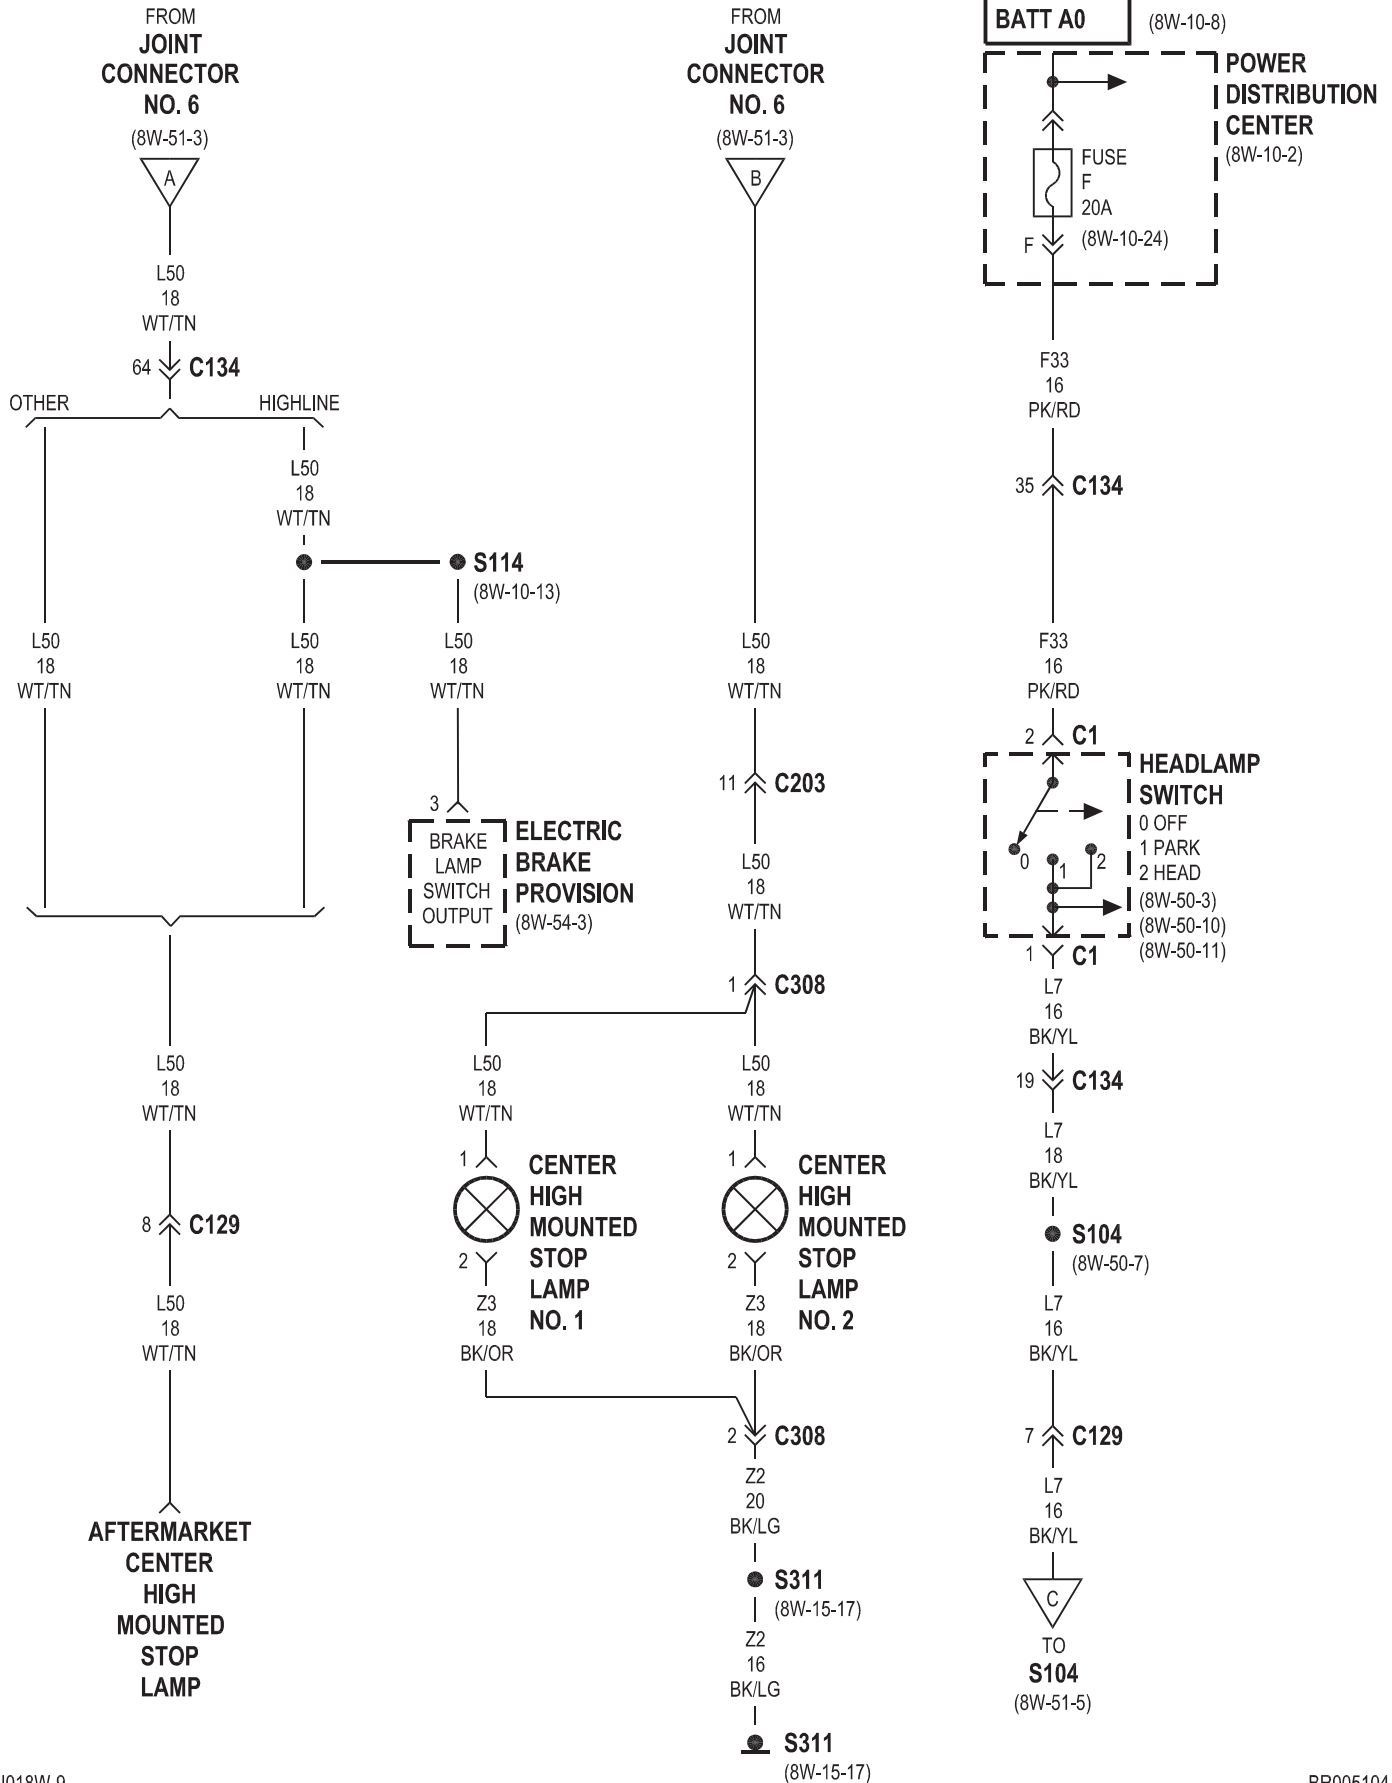 FROM
JOINT
CONNECTOR
NO. 6
(8W-51-3)
A
L50
18
WT/TN
64
C134
OTHER
HIGHLINE
L50
18
WT/TN
S114
(8W-10-13)
L50
18
WT/TN
L50
18
WT/TN
L50
18
WT/TN
3
BRAKE
LAMP
SWITCH
OUTPUT
ELECTRIC
BRAKE
PROVISION
(8W-54-3)
L50
18
WT/TN
8
C129
L50
18
WT/TN
AFTERMARKET
CENTER
HIGH
MOUNTED
STOP
LAMP
FROM
JOINT
CONNECTOR
NO. 6
(8W-51-3)
B
L50
18
WT/TN
11
C203
L50
18
WT/TN
1
C308
L50
18
WT/TN
1
CENTER
HIGH
MOUNTED
STOP
LAMP
NO. 1
2
Z3
18
BK/OR
L50
18
WT/TN
1
CENTER
HIGH
MOUNTED
STOP
LAMP
NO. 2
2
Z3
18
BK/OR
2
C308
Z2
20
BK/LG
S311
(8W-15-17)
Z2
16
BK/LG
S311
(8W-15-17)
BATT A0
(8W-10-8)
POWER
DISTRIBUTION
CENTER
(8W-10-2)
FUSE
F
20A
(8W-10-24)
F
F33
16
PK/RD
35
C134
F33
16
PK/RD
2
C1
HEADLAMP
SWITCH
0 OFF
1 PARK
2 HEAD
(8W-50-3)
(8W-50-10)
(8W-50-11)
0
1
2
1
C1
L7
16
BK/YL
19
C134
L7
18
BK/YL
S104
(8W-50-7)
L7
16
BK/YL
7
C129
L7
16
BK/YL
C
TO
S104
(8W-51-5)